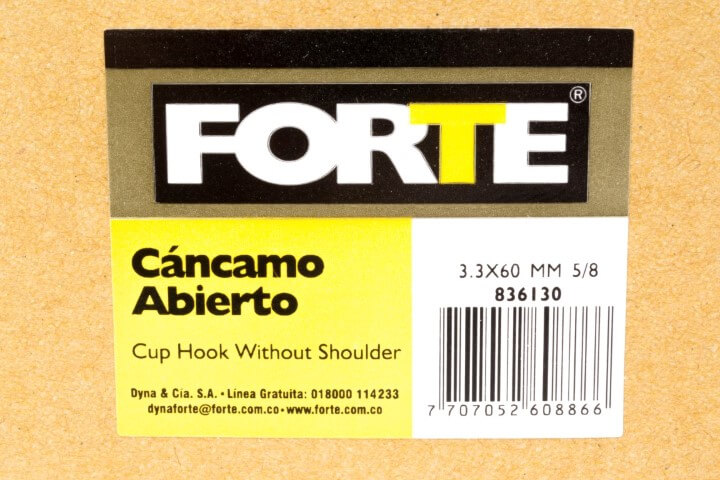 FORTE®
Cáncamo
Abierto
Cup Hook Without Shoulder
Dyna & Cia. S.A. • Línea Gratuita: 018000 114233
dynaforte@forte.com.co • www.forte.com.co
3.3X60 MM 5/8
836130
7 707052 608866